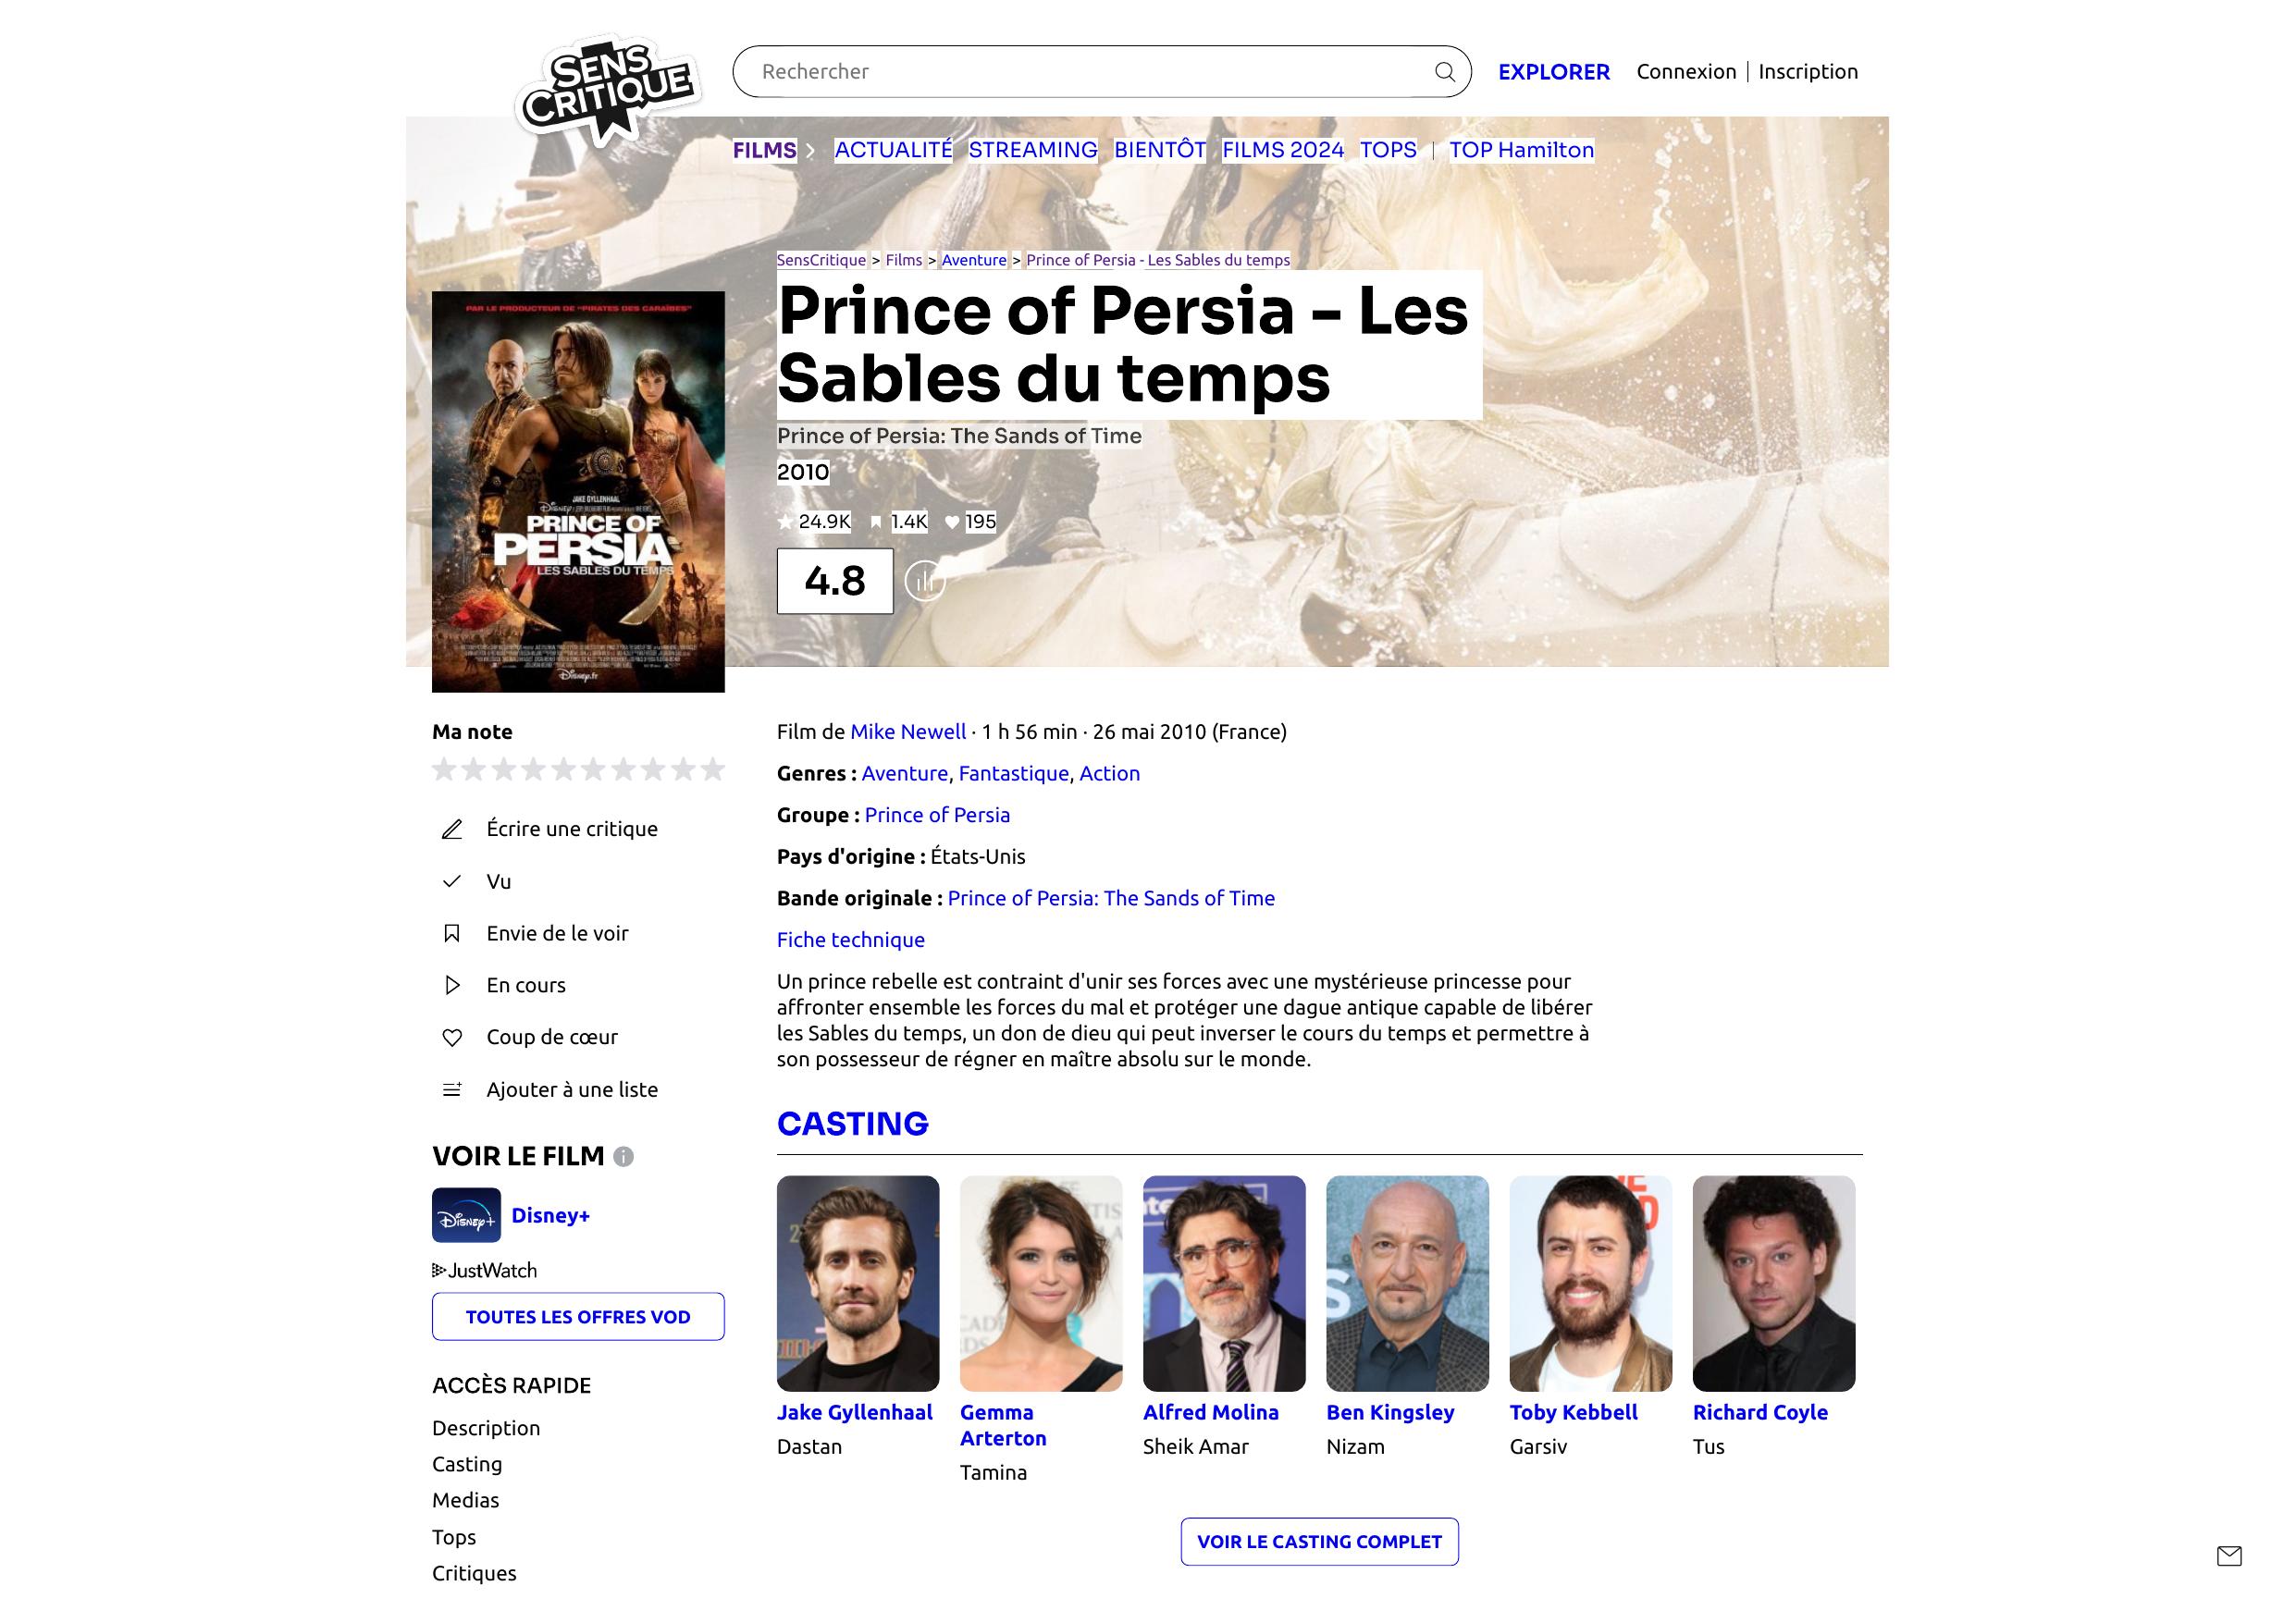 SENS
CRITIQUE
Rechercher
EXPLORER
Connexion | Inscription
FILMS
ACTUALITÉ
STREAMING
BIENTÔT
FILMS 2024
TOPS
|
TOP Hamilton
SensCritique > Films > Aventure > Prince of Persia - Les Sables du temps
Prince of Persia - Les
Sables du temps
Prince of Persia: The Sands of Time
2010
24.9K
1.4K
195
4.8
PAR LE PRODUCTEUR DE "PIRATES DES CARAÏBES"
JAKE GYLLENHAAL
PRINCE OF
PERSIA
LES SABLES DU TEMPS
Disney.fr
Ma note
Écrire une critique
Vu
Envie de le voir
En cours
Coup de cœur
Ajouter à une liste
VOIR LE FILM
Disney+
Disney+
JustWatch
TOUTES LES OFFRES VOD
ACCÈS RAPIDE
Description
Casting
Medias
Tops
Critiques
Film de Mike Newell · 1 h 56 min · 26 mai 2010 (France)
Genres : Aventure, Fantastique, Action
Groupe : Prince of Persia
Pays d'origine : États-Unis
Bande originale : Prince of Persia: The Sands of Time
Fiche technique
Un prince rebelle est contraint d'unir ses forces avec une mystérieuse princesse pour
affronter ensemble les forces du mal et protéger une dague antique capable de libérer
les Sables du temps, un don de dieu qui peut inverser le cours du temps et permettre à
son possesseur de régner en maître absolu sur le monde.
CASTING
Jake Gyllenhaal
Dastan
Gemma
Arterton
Tamina
Alfred Molina
Sheik Amar
Ben Kingsley
Nizam
Toby Kebbell
Garsiv
Richard Coyle
Tus
VOIR LE CASTING COMPLET